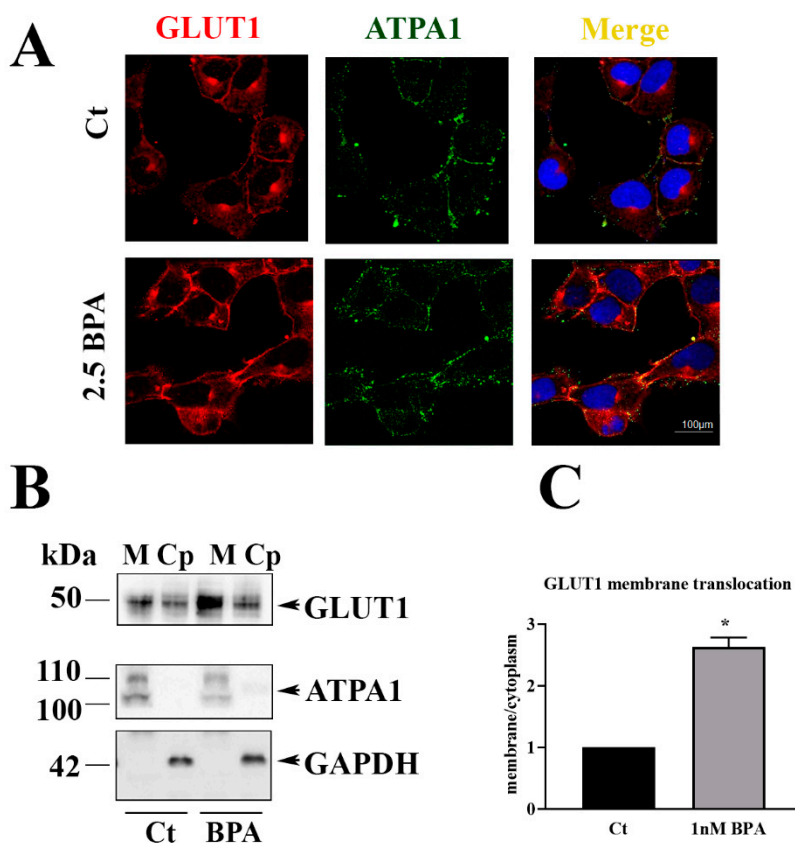 GLUT1 ATPA1 Merge
A
Ct
2.5 BPA
100µm
B
kDa M Cp M Cp
50 GLUT1
110
100 ATPA1
42 GAPDH
Ct BPA
C
GLUT1 membrane translocation
membrane/cytoplasm
3
2
1
0
*
Ct 1nM BPA